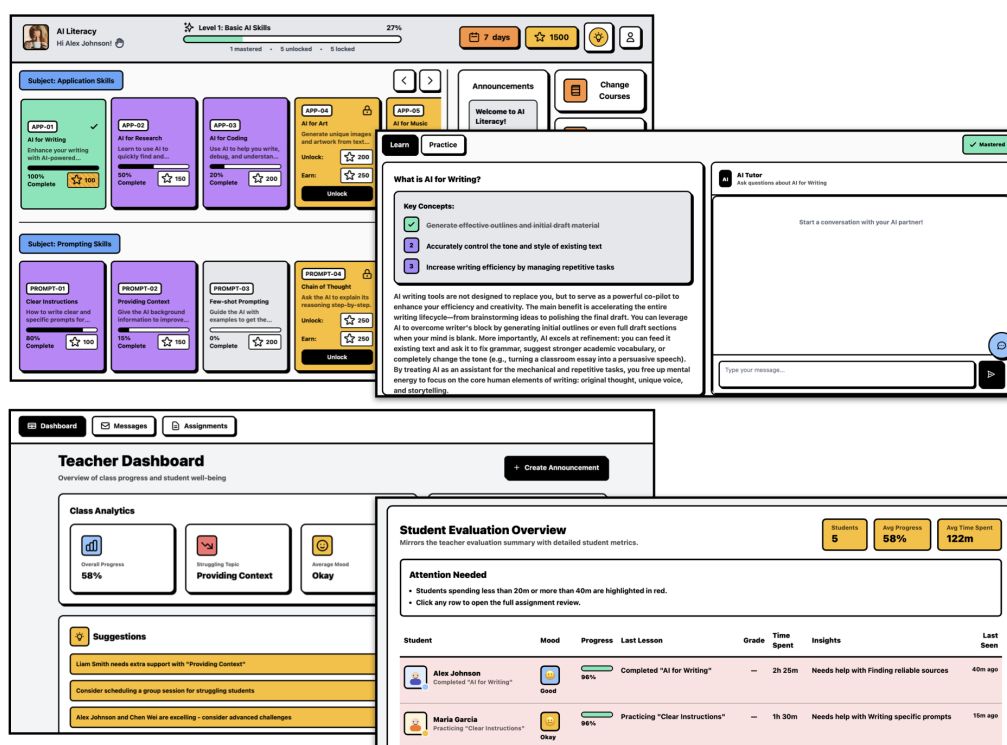 AI Literacy
Hi Alex Johnson!
Level 1: Basic AI Skills
27%
1 mastered • 5 unlocked • 5 locked
7 days
1500
Subject: Application Skills
APP-01
AI for Writing
Enhance your writing
with AI-powered...
100%
Complete
100
APP-02
AI for Research
Learn to use AI to
quickly find and...
50%
Complete
150
APP-03
AI for Coding
Use AI to help you write,
debug, and understan...
20%
Complete
200
APP-04
AI for Art
Generate unique images
and artwork from text...
Unlock:
200
Earn:
250
Unlock
APP-05
AI for Music
Announcements
Welcome to AI
Literacy!
Change
Courses
Subject: Prompting Skills
PROMPT-01
Clear Instructions
How to write clear and
specific prompts for...
80%
Complete
100
PROMPT-02
Providing Context
Give the AI background
information to improve...
15%
Complete
150
PROMPT-03
Few-shot Prompting
Guide the AI with
examples to get the...
0%
Complete
200
PROMPT-04
Chain of Thought
Ask the AI to explain its
reasoning step-by-step.
Unlock:
250
Earn:
250
Unlock
Learn
Practice
Mastered
What is AI for Writing?
Key Concepts:
Generate effective outlines and initial draft material
2
Accurately control the tone and style of existing text
3
Increase writing efficiency by managing repetitive tasks
AI writing tools are not designed to replace you, but to serve as a powerful co-pilot to
enhance your efficiency and creativity. The main benefit is accelerating the entire
writing lifecycle—from brainstorming ideas to polishing the final draft. You can leverage
AI to overcome writer's block by generating initial outlines or even full draft sections
when your mind is blank. More importantly, AI excels at refinement: you can feed it
existing text and ask it to fix grammar, suggest stronger academic vocabulary, or
completely change the tone (e.g., turning a classroom essay into a persuasive speech).
By treating AI as an assistant for the mechanical and repetitive tasks, you free up mental
energy to focus on the core human elements of writing: original thought, unique voice,
and storytelling.
AI
AI Tutor
Ask questions about AI for Writing
Start a conversation with your AI partner!
Type your message...
Dashboard
Messages
Assignments
Teacher Dashboard
Overview of class progress and student well-being
+ Create Announcement
Class Analytics
Overall Progress
58%
Struggling Topic
Providing Context
Average Mood
Okay
Suggestions
Liam Smith needs extra support with "Providing Context"
Consider scheduling a group session for struggling students
Alex Johnson and Chen Wei are excelling - consider advanced challenges
Student Evaluation Overview
Mirrors the teacher evaluation summary with detailed student metrics.
Students
5
Avg Progress
58%
Avg Time Spent
122m
Attention Needed
• Students spending less than 20m or more than 40m are highlighted in red.
• Click any row to open the full assignment review.
Student
Mood
Progress
Last Lesson
Grade
Time
Spent
Insights
Last
Seen
Alex Johnson
Completed "AI for Writing"
Good
96%
Completed "AI for Writing"
—
2h 25m
Needs help with Finding reliable sources
40m ago
Maria Garcia
Practicing "Clear Instructions"
Okay
96%
Practicing "Clear Instructions"
—
1h 30m
Needs help with Writing specific prompts
15m ago